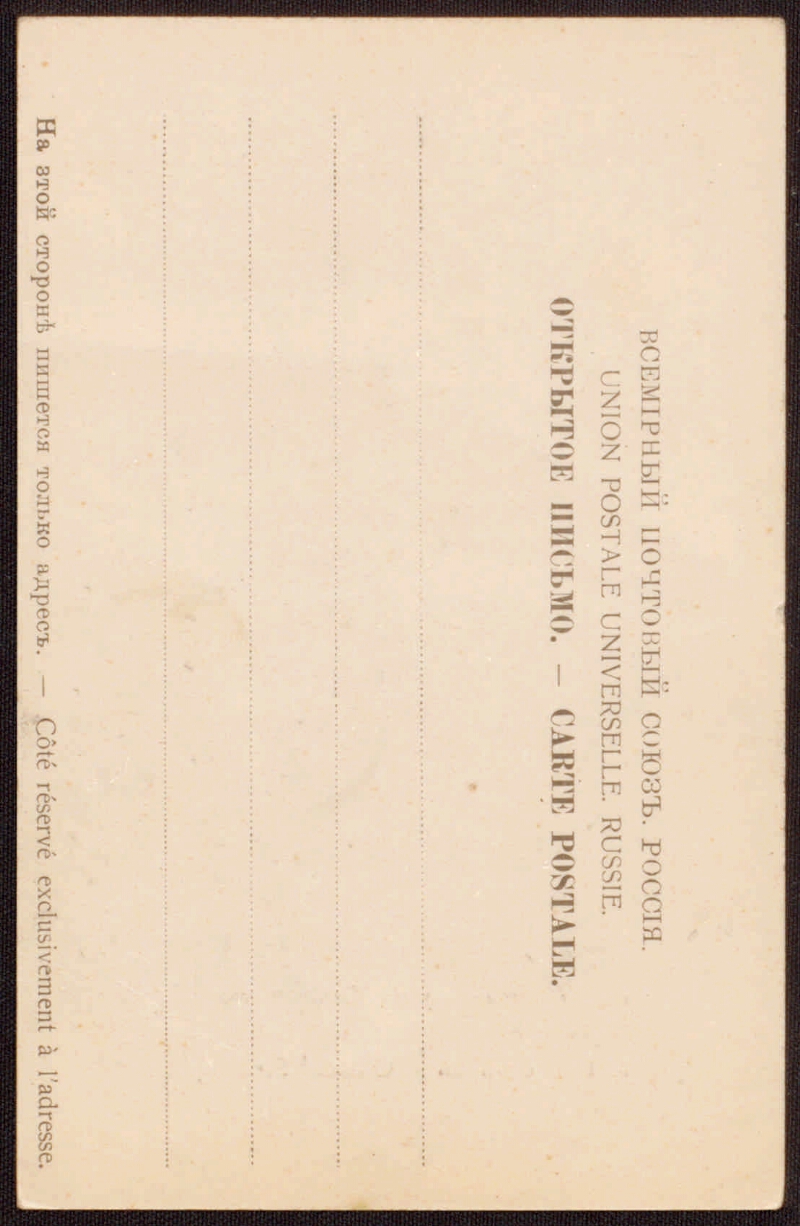 ВСЕМІРНЫЙ ПОЧТОВЫЙ СОЮЗЪ. РОССІЯ.
UNION POSTALE UNIVERSELLE. RUSSIE.
ОТКРЫТОЕ ПИСЬМО. — CARTE POSTALE.
На этой сторонѣ пишется только адресъ. — Côté réservé exclusivement à l'adresse.